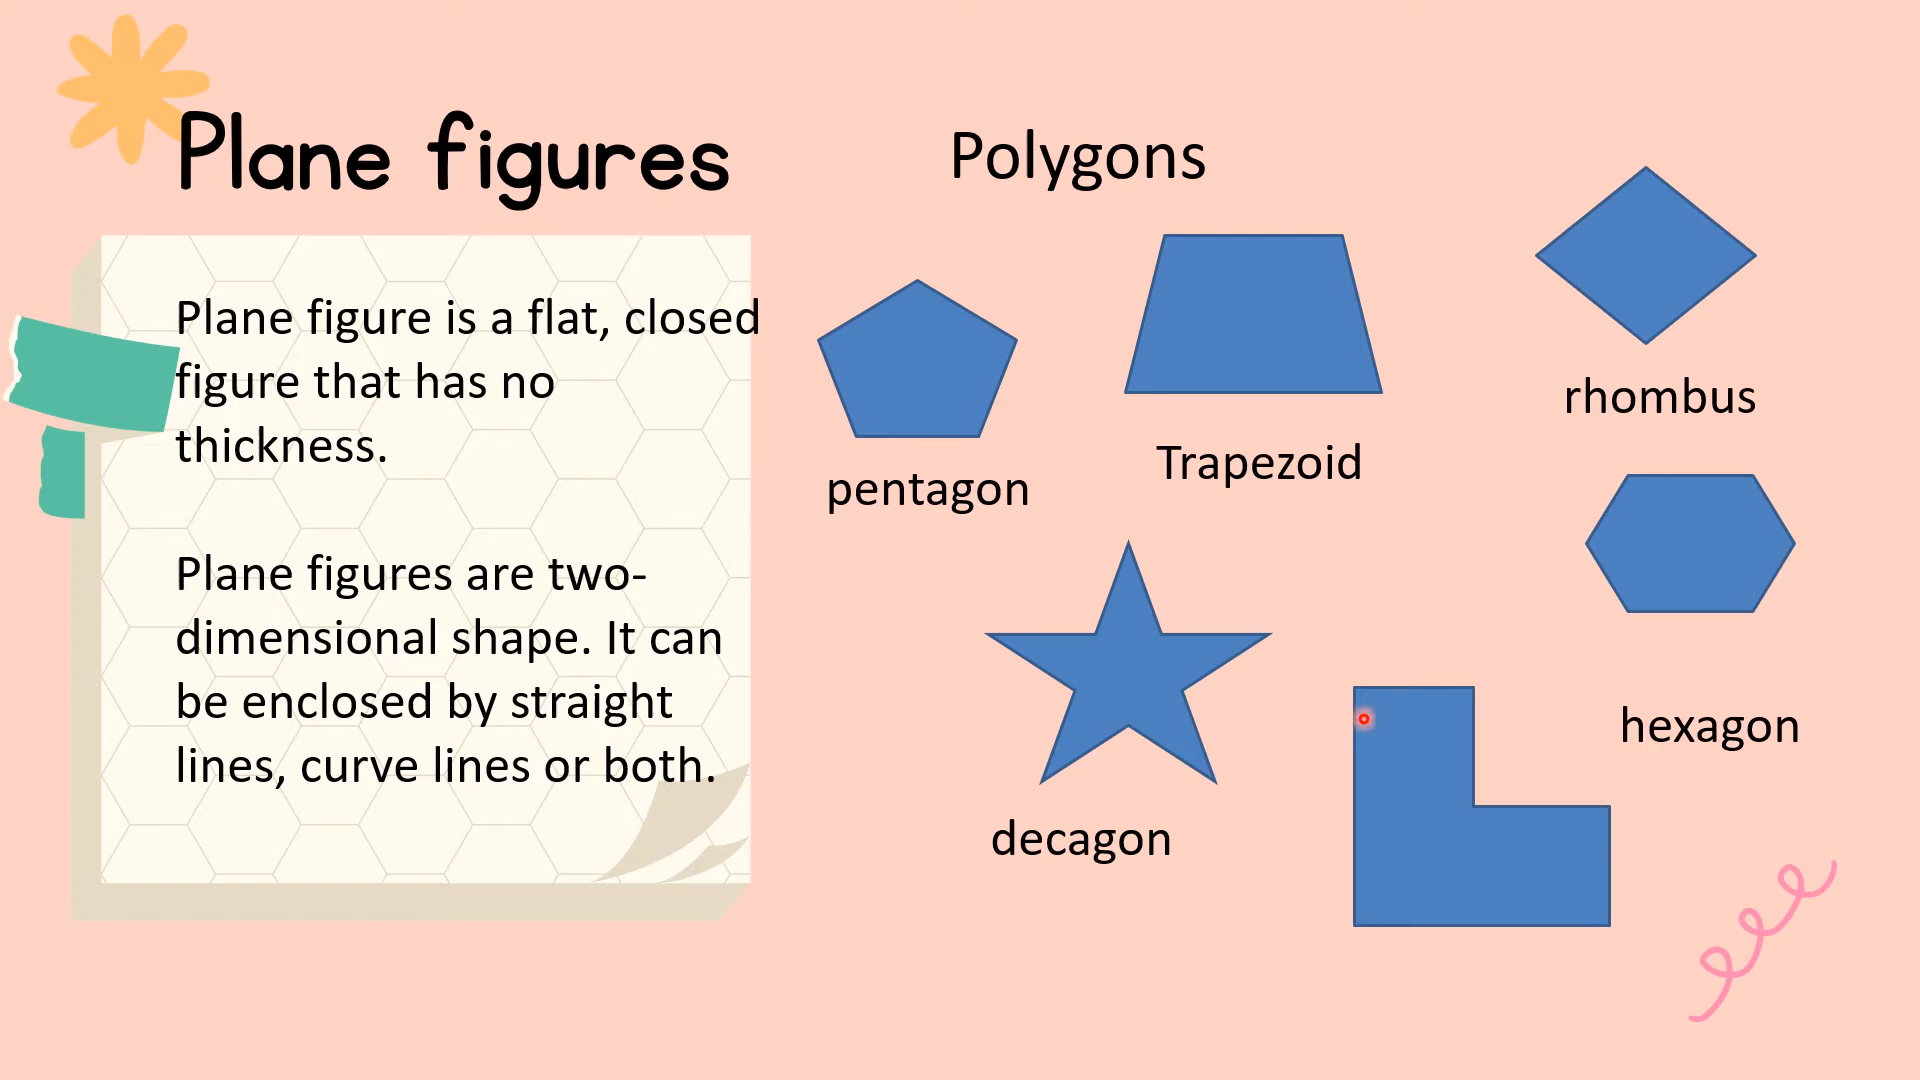 Plane figures
Plane figure is a flat, closed
figure that has no
thickness.
Plane figures are two-
dimensional shape. It can
be enclosed by straight
lines, curve lines or both.
Polygons
pentagon
Trapezoid
rhombus
decagon
hexagon